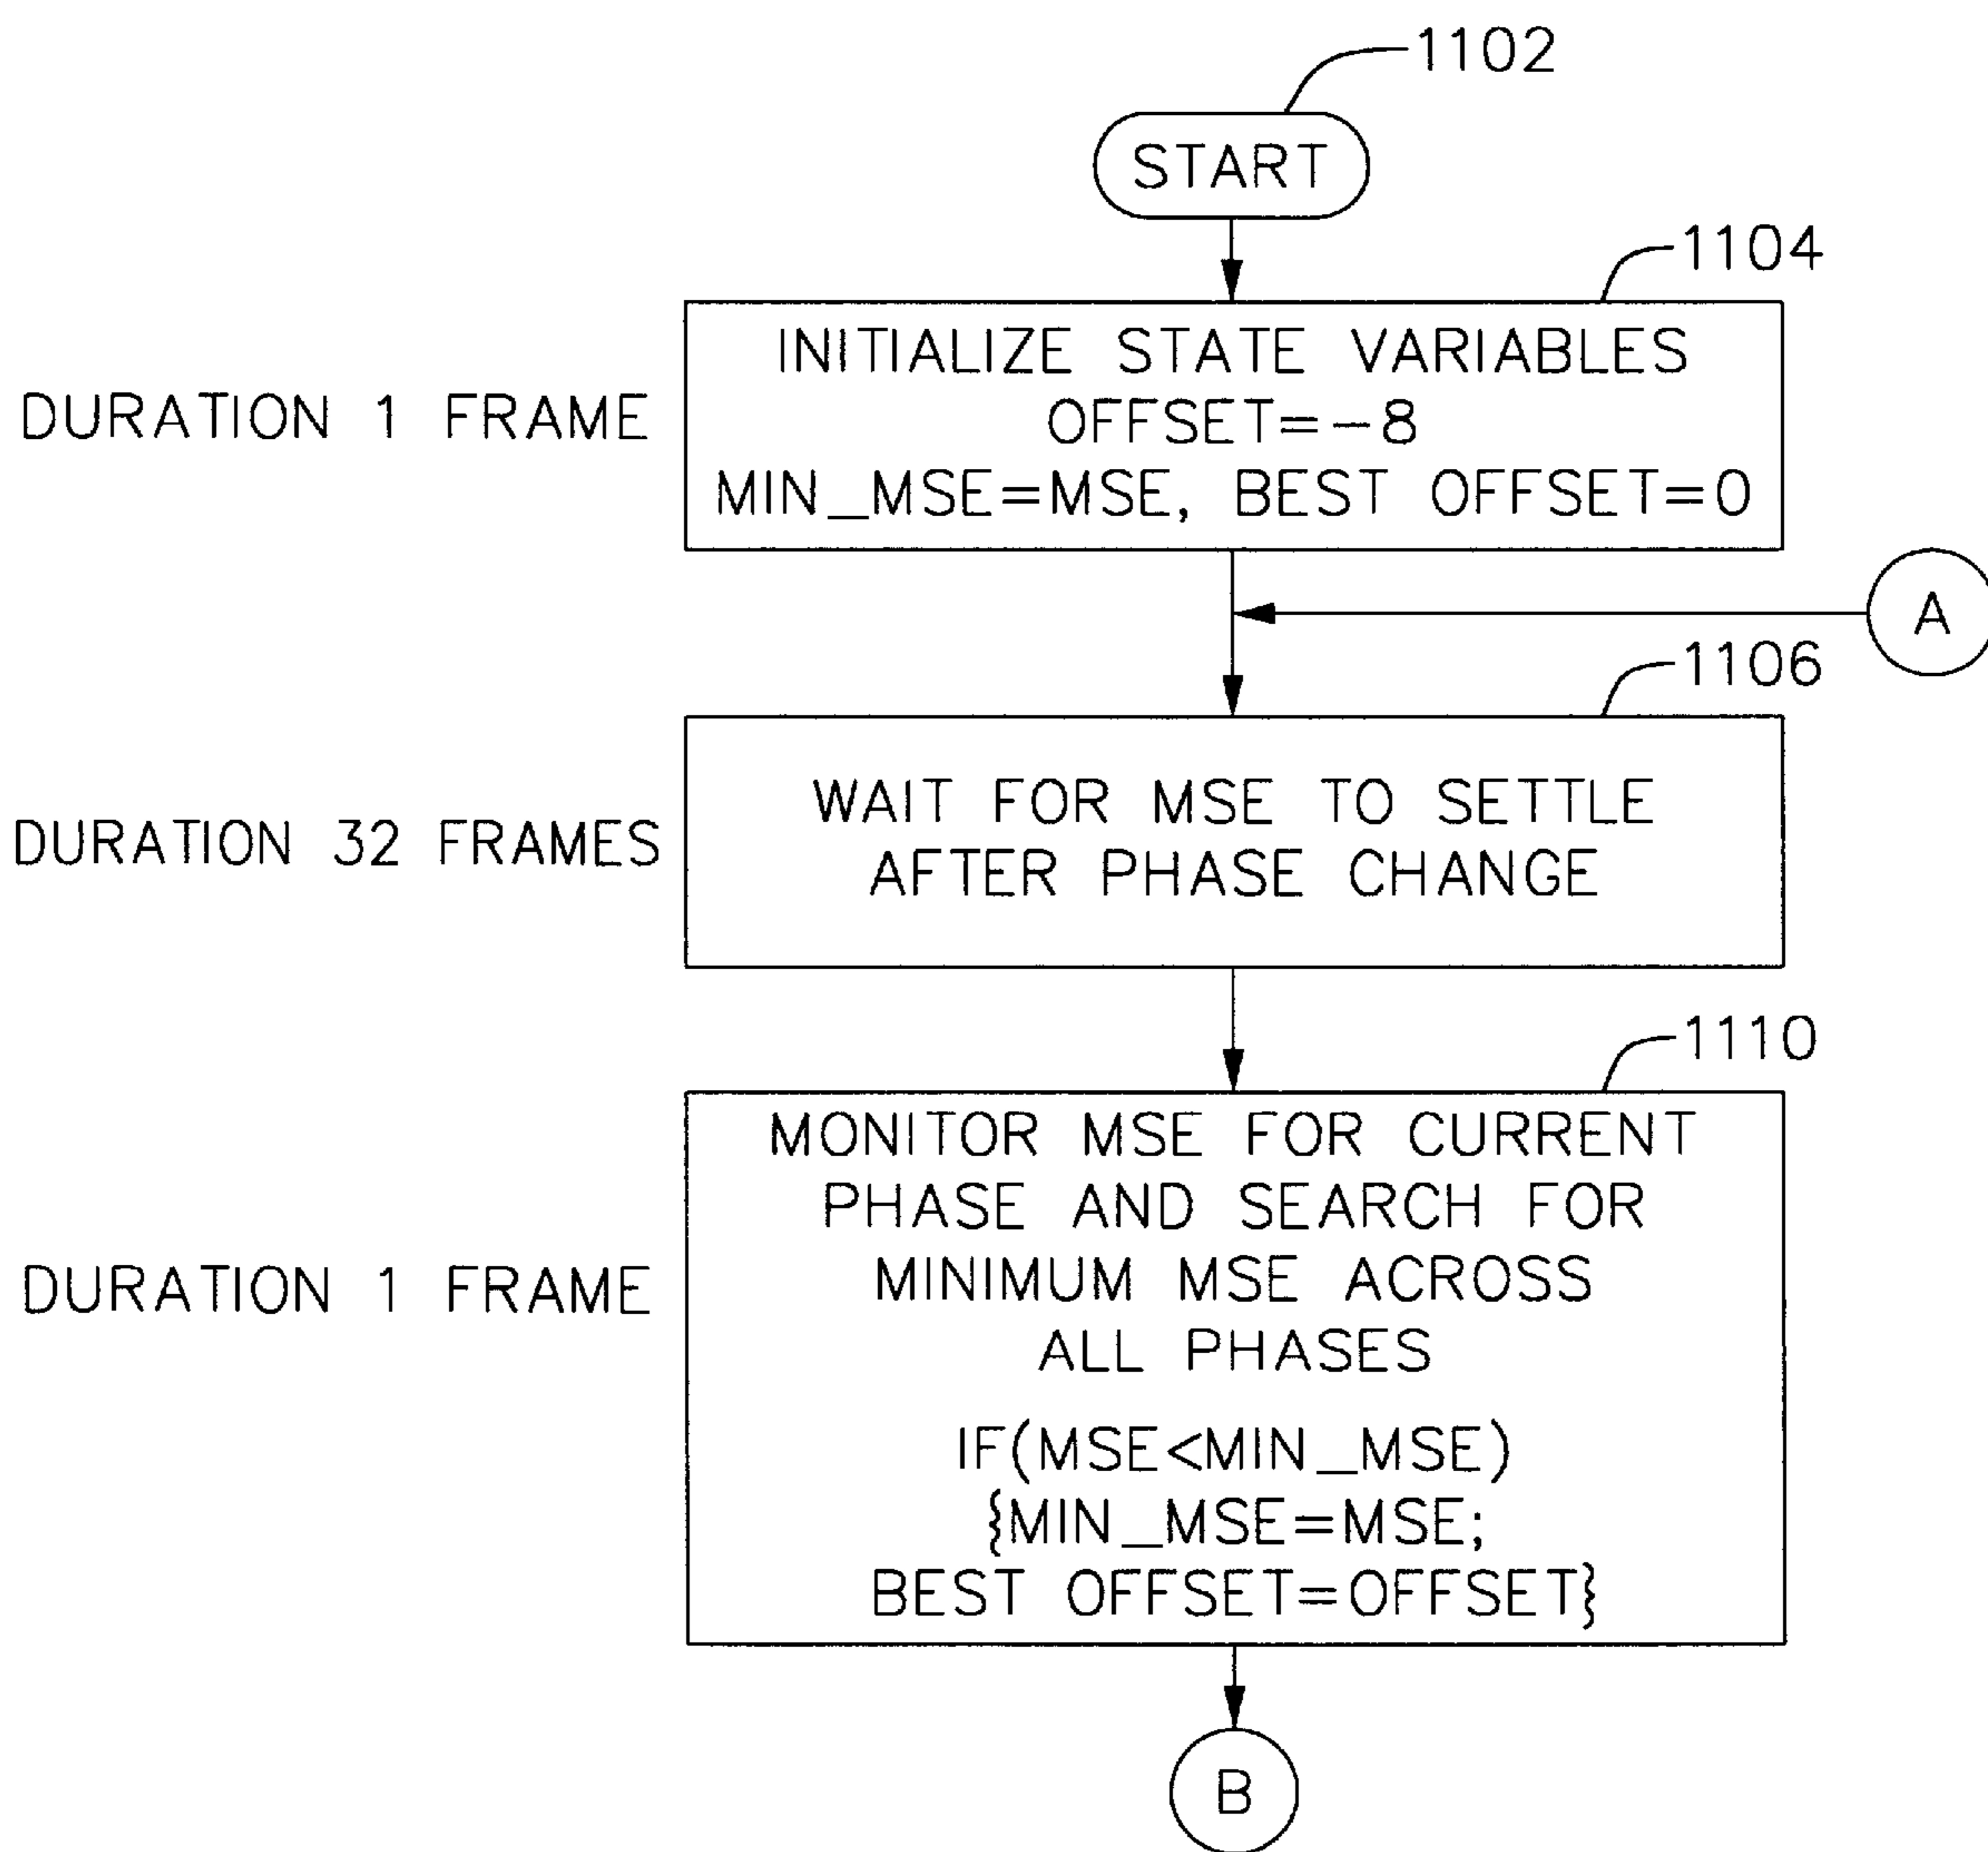 1102
START
1104
INITIALIZE STATE VARIABLES
DURATION 1 FRAME
OFFSET=-8
MIN_MSE=MSE, BEST OFFSET=0
A
1106
WAIT FOR MSE TO SETTLE
DURATION 32 FRAMES
AFTER PHASE CHANGE
1110
MONITOR MSE FOR CURRENT
PHASE AND SEARCH FOR
MINIMUM MSE ACROSS
DURATION 1 FRAME
ALL PHASES
IF(MSE<MIN_MSE)
{MIN_MSE=MSE;
BEST OFFSET=OFFSET}
B